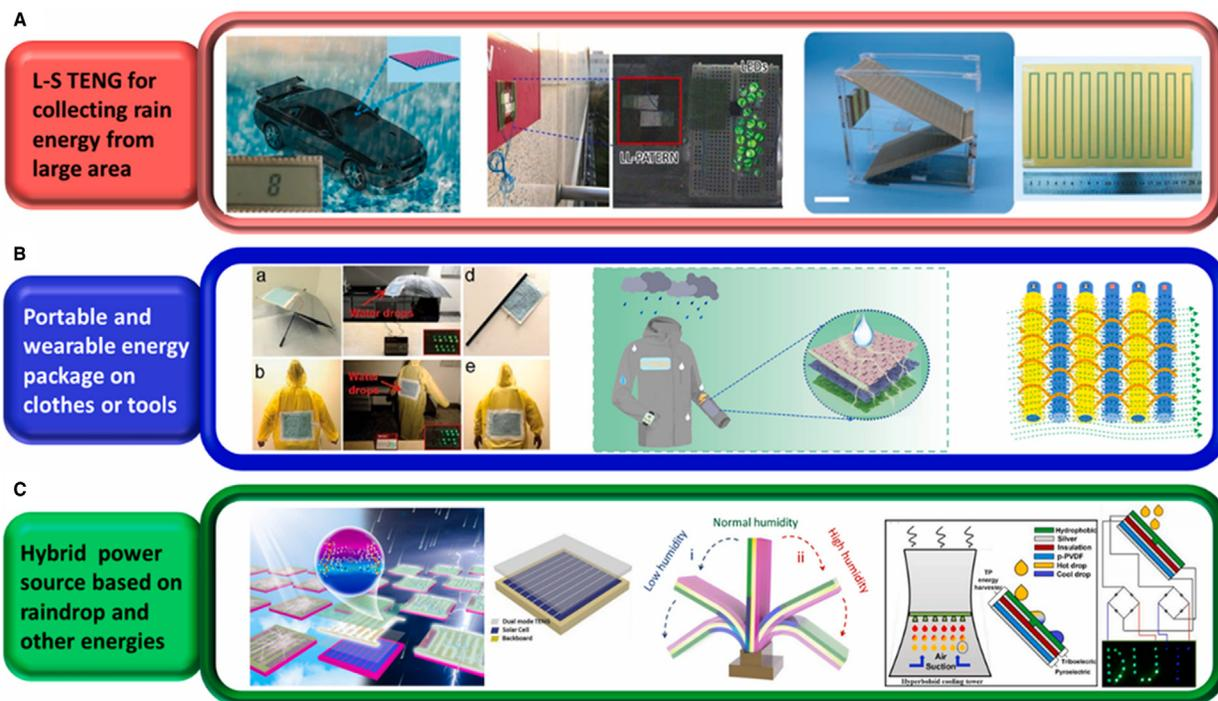 A
L-S TENG for
collecting rain
energy from
large area
8
LL-PATERN
LEDs
B
Portable and
wearable energy
package on
clothes or tools
a
Water drops
d
b
Water
drops
e
C
Hybrid power
source based on
raindrop and
other energies
Dual mode TENG
Solar Cell
Backboard
Normal humidity
Low humidity
i
ii
High humidity
Air
Suction
Hyperboloid cooling tower
TP
energy
harvester
Hydrophobic
Silver
Insulation
p-PVDF
Hot drop
Cool drop
Triboelecric
Pyroelectric